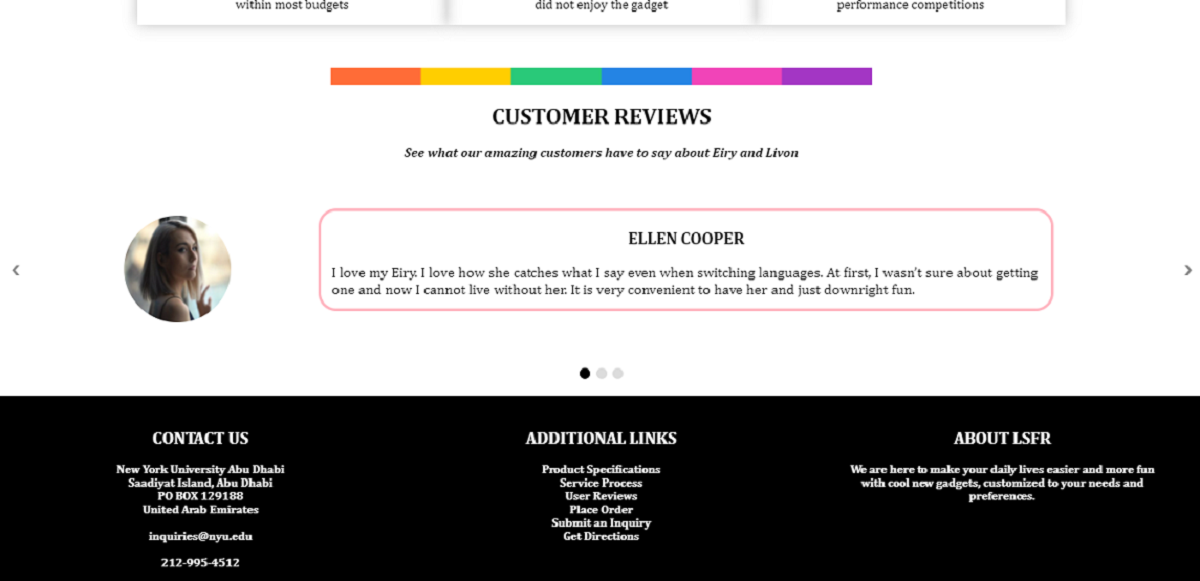 within most budgets
did not enjoy the gadget
performance competitions
CUSTOMER REVIEWS
See what our amazing customers have to say about Eiry and Livon
ELLEN COOPER
I love my Eiry. I love how she catches what I say even when switching languages. At first, I wasn't sure about getting
one and now I cannot live without her. It is very convenient to have her and just downright fun.
CONTACT US
New York University Abu Dhabi
Saadiyat Island, Abu Dhabi
PO BOX 129188
United Arab Emirates
inquiries@nyu.edu
212-995-4512
ADDITIONAL LINKS
Product Specifications
Service Process
User Reviews
Place Order
Submit an Inquiry
Get Directions
ABOUT LSFR
We are here to make your daily lives easier and more fun
with cool new gadgets, customized to your needs and
preferences.